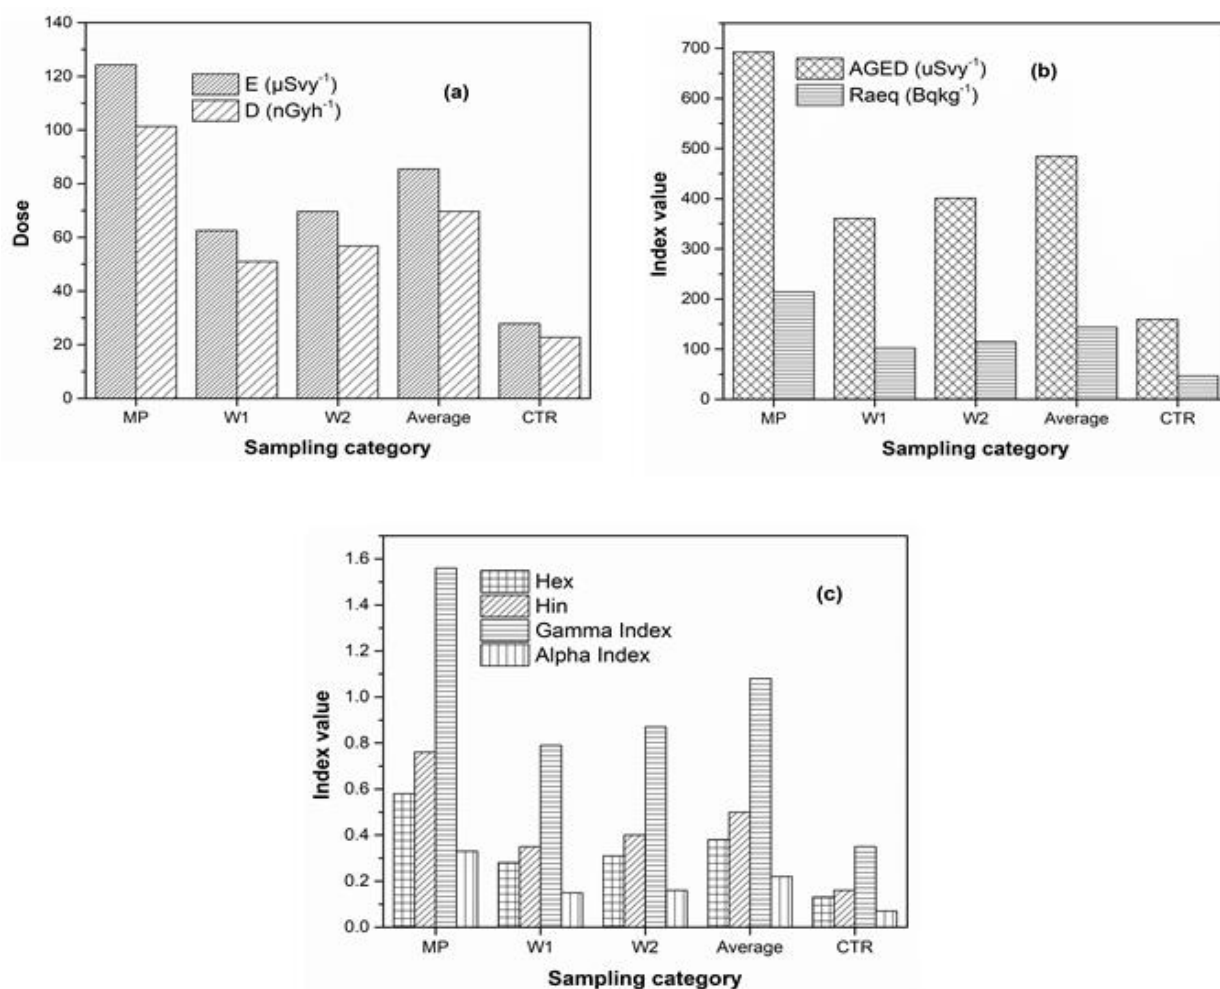 140
120
100
80
60
40
20
0
Dose
E (µSvy⁻¹)
D (nGyh⁻¹)
(a)
MP W1 W2 Average CTR
Sampling category
700
600
500
400
300
200
100
0
Index value
AGED (uSvy⁻¹)
Raeq (Bqkg⁻¹)
(b)
MP W1 W2 Average CTR
Sampling category
1.6
1.4
1.2
1.0
0.8
0.6
0.4
0.2
0.0
Index value
Hex
Hin
Gamma Index
Alpha Index
(c)
MP W1 W2 Average CTR
Sampling category